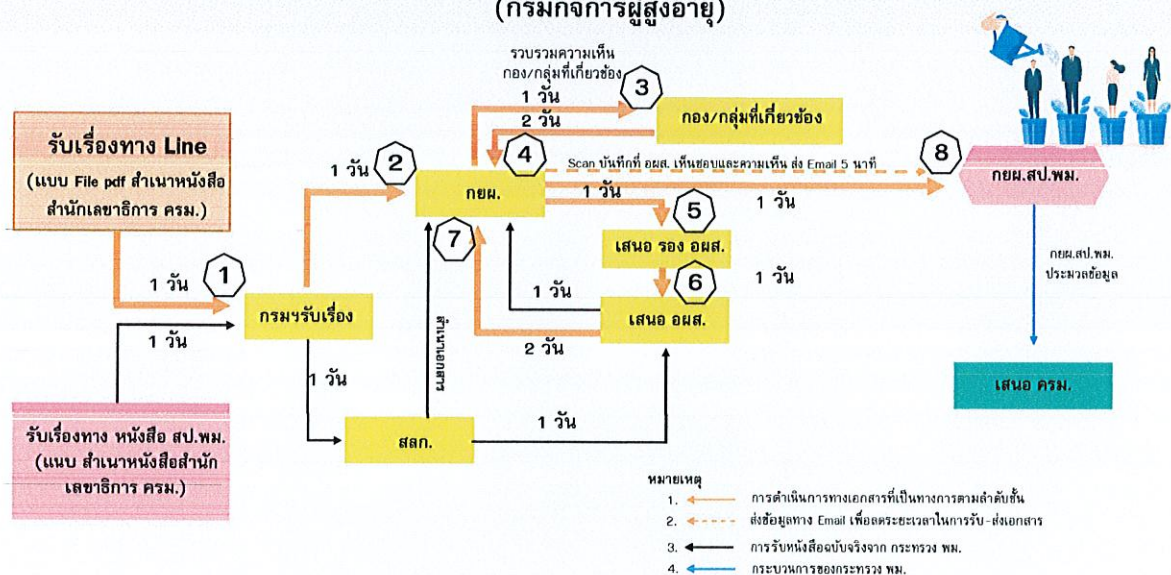 (กรมกิจการผู้สูงอายุ)
รวบรวมความเห็น
กอง/กลุ่มที่เกี่ยวข้อง
3
1 วัน
2 วัน
กอง/กลุ่มที่เกี่ยวข้อง
รับเรื่องทาง Line
(แบบ File pdf สำเนาหนังสือ
สำนักเลขาธิการ ครม.)
1 วัน
2
4
Scan บันทึกที่ อผส. เห็นชอบและความเห็น ส่ง Email 5 นาที
8
กยผ.
กยผ.สป.พม.
1 วัน
1 วัน
5
7
เสนอ รอง อผส.
1
1 วัน
6
1 วัน
1 วัน
กยผ.สป.พม.
ประมวลข้อมูล
กรมฯรับเรื่อง
เสนอ อผส.
1 วัน
2 วัน
สำเนาเอกสาร
1 วัน
เสนอ ครม.
รับเรื่องทาง หนังสือ สป.พม.
(แนบ สำเนาหนังสือสำนัก
เลขาธิการ ครม.)
สลก.
1 วัน
หมายเหตุ
1. การดำเนินการทางเอกสารที่เป็นทางการตามลำดับชั้น
2. ส่งข้อมูลทาง Email เพื่อลดระยะเวลาในการรับ-ส่งเอกสาร
3. การรับหนังสือฉบับจริงจาก กระทรวง พม.
4. กระบวนการของกระทรวง พม.